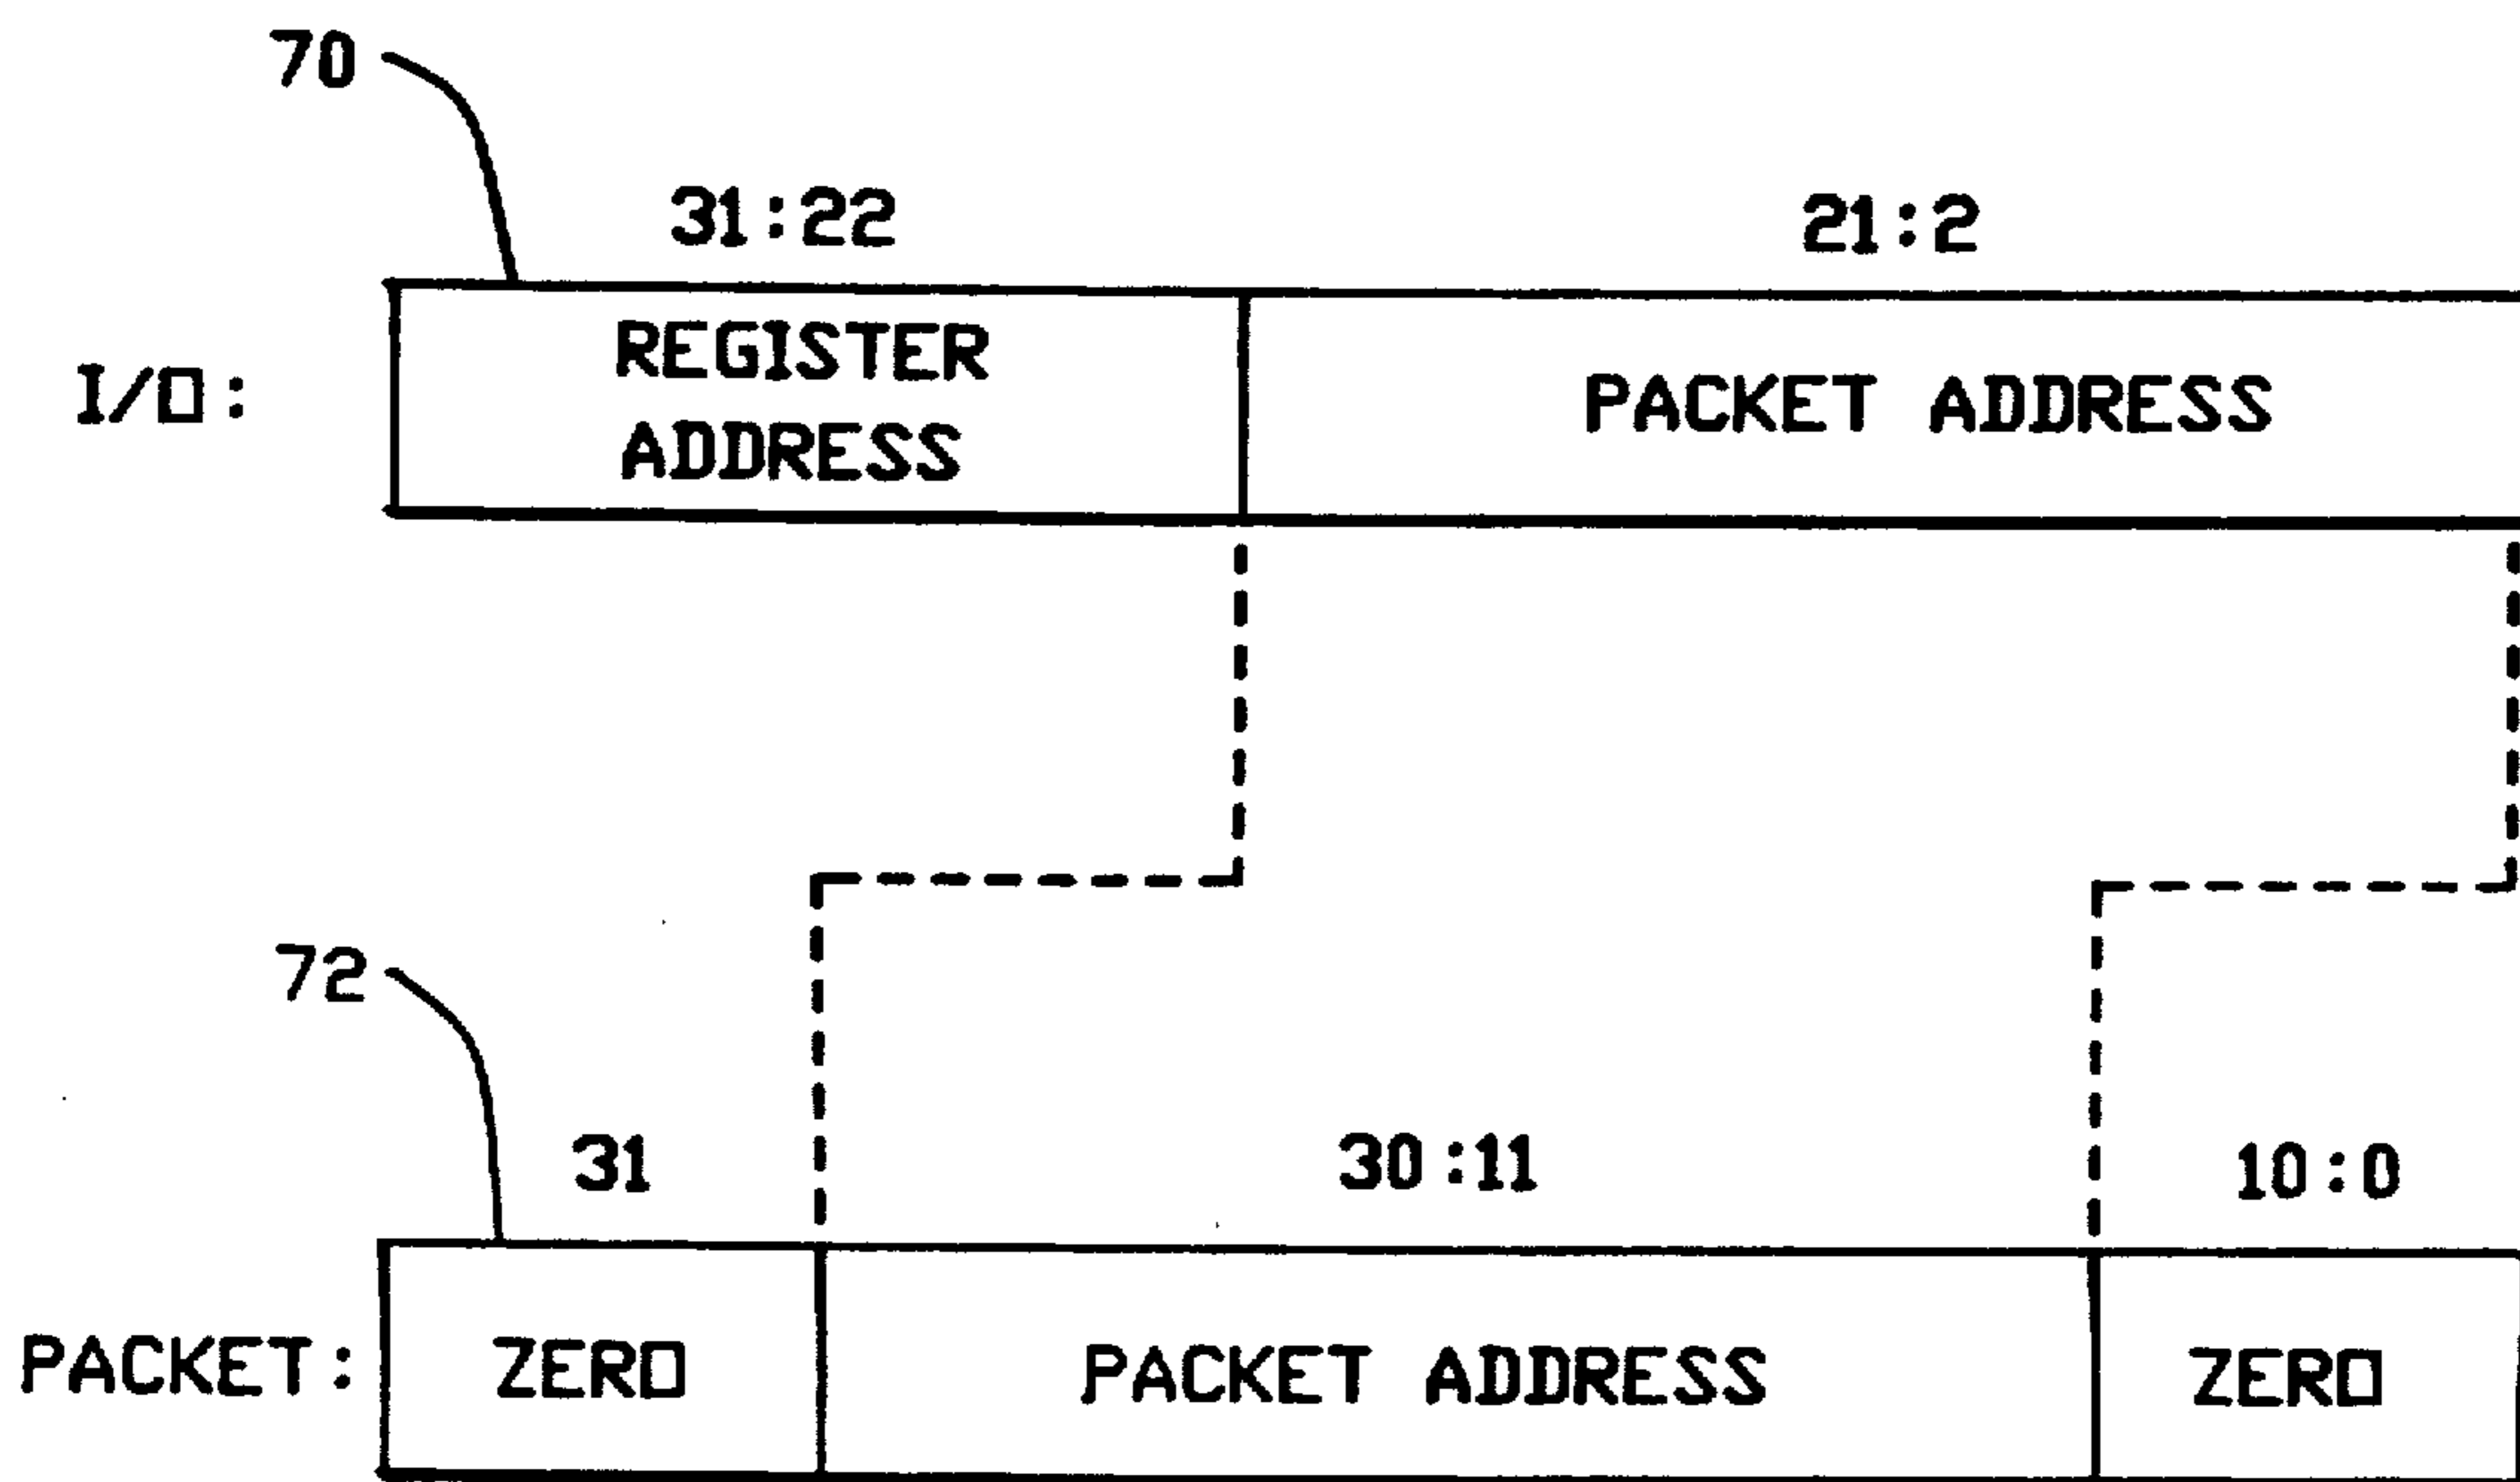 70
31:22 21:2
I/O: REGISTER ADDRESS PACKET ADDRESS
72
31 30:11 10:0
PACKET: ZERO PACKET ADDRESS ZERO